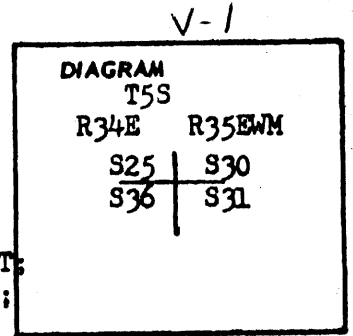 V-1
DIAGRAM
T5S
R34E R35EWM
S25 S30
S36 S31
T;
;